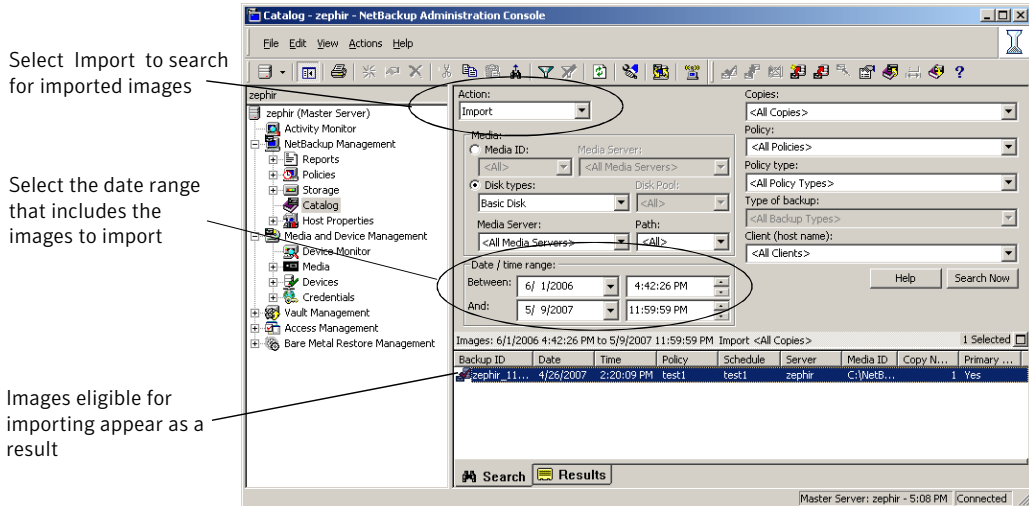 Catalog - zephir - NetBackup Administration Console
File Edit View Actions Help
Select Import to search
for imported images
Select the date range
that includes the
images to import
Images eligible for
importing appear as a
result
zephir
zephir (Master Server)
Activity Monitor
NetBackup Management
Reports
Policies
Storage
Catalog
Host Properties
Media and Device Management
Device Monitor
Media
Devices
Credentials
Vault Management
Access Management
Bare Metal Restore Management
Action:
Import
Media:
Media ID: Media Server:
<All> <All Media Servers>
Disk types: Disk Pool:
Basic Disk <All>
Media Server: Path:
<All Media Servers> <All>
Date / time range:
Between: 6/ 1/2006 4:42:26 PM
And: 5/ 9/2007 11:59:59 PM
Copies:
<All Copies>
Policy:
<All Policies>
Policy type:
<All Policy Types>
Type of backup:
<All Backup Types>
Client (host name):
<All Clients>
Help Search Now
Images: 6/1/2006 4:42:26 PM to 5/9/2007 11:59:59 PM Import <All Copies> 1 Selected
Backup ID Date Time Policy Schedule Server Media ID Copy N... Primary ...
zephir_11... 4/26/2007 2:20:09 PM test1 test1 zephir C:\NetB... 1 Yes
Search Results
Master Server: zephir - 5:08 PM Connected